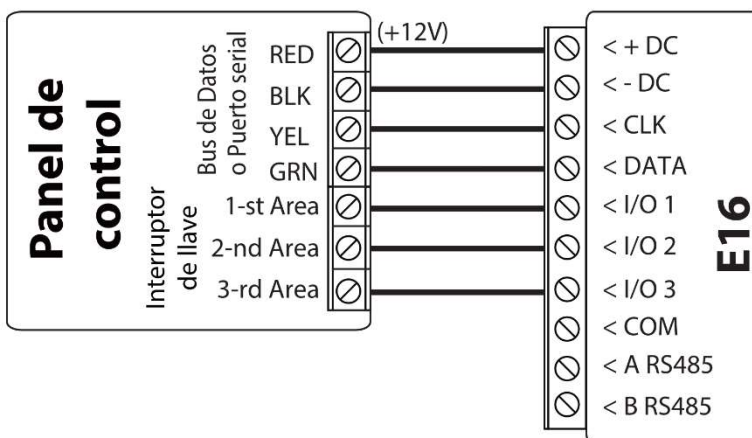 Panel de
control
Bus de Datos
o Puerto serial
Interruptor
de llave
RED
BLK
YEL
GRN
1-st Area
2-nd Area
3-rd Area
(+12V)
< + DC
< - DC
< CLK
< DATA
< I/O 1
< I/O 2
< I/O 3
< COM
< A RS485
< B RS485
E16